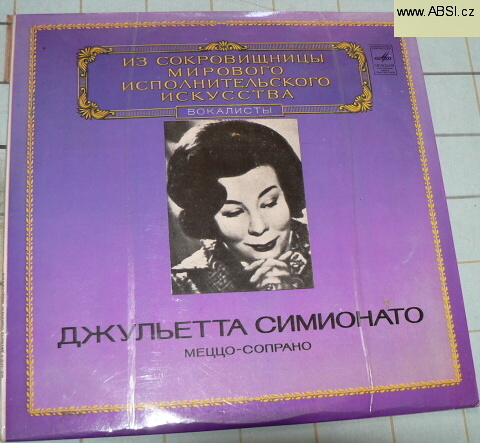 www.ABSI.cz
ИЗ СОКРОВИЩНИЦЫ
МИРОВОГО
ИСПОЛНИТЕЛЬСКОГО
ИСКУССТВА
ВОКАЛИСТЫ
ДЖУЛЬЕТТА СИМИОНАТО
МЕЦЦО-СОПРАНО